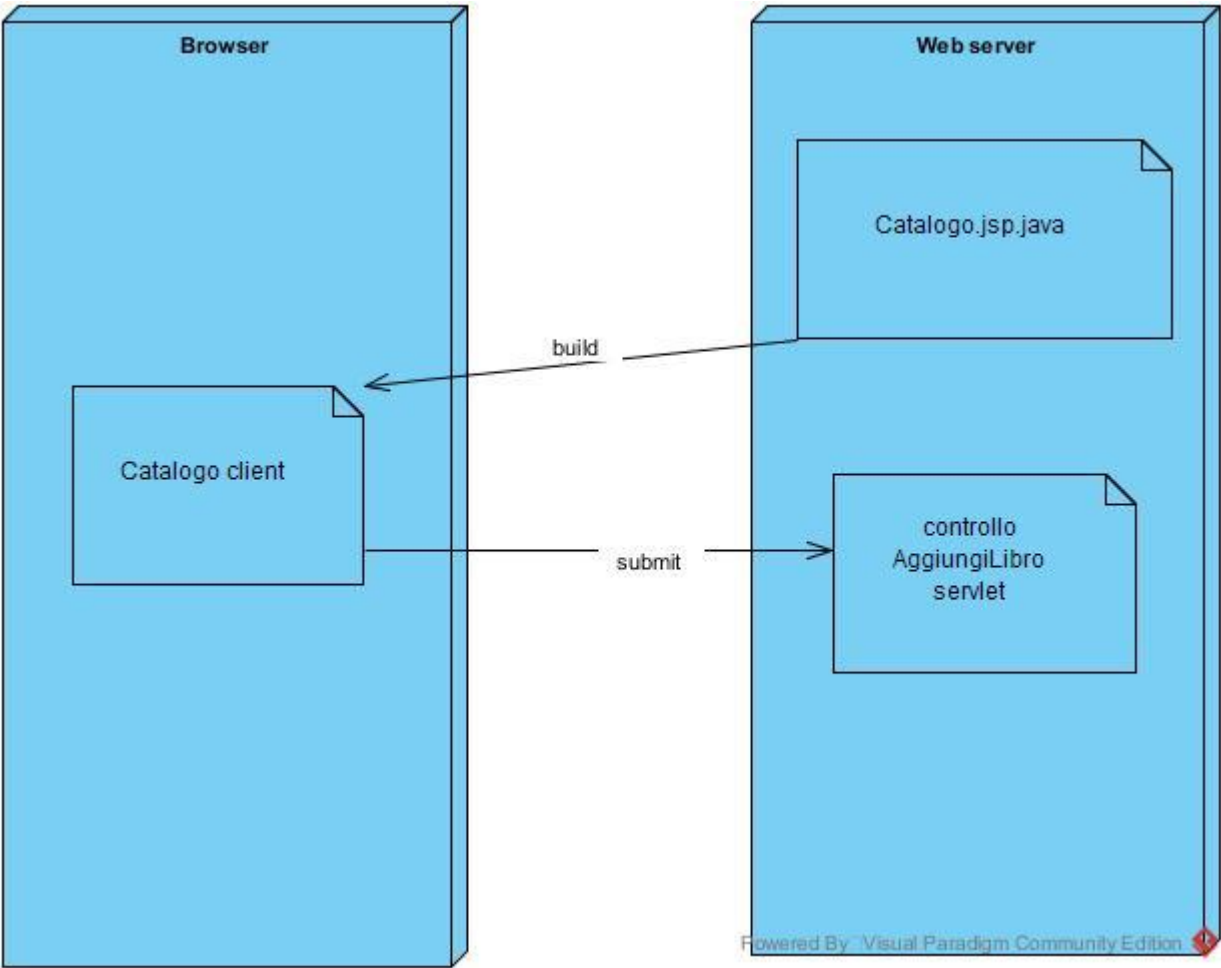 Browser
Web server
Catalogo.jsp.java
build
Catalogo client
submit
controllo
AggiungiLibro
servlet
Powered By Visual Paradigm Community Edition